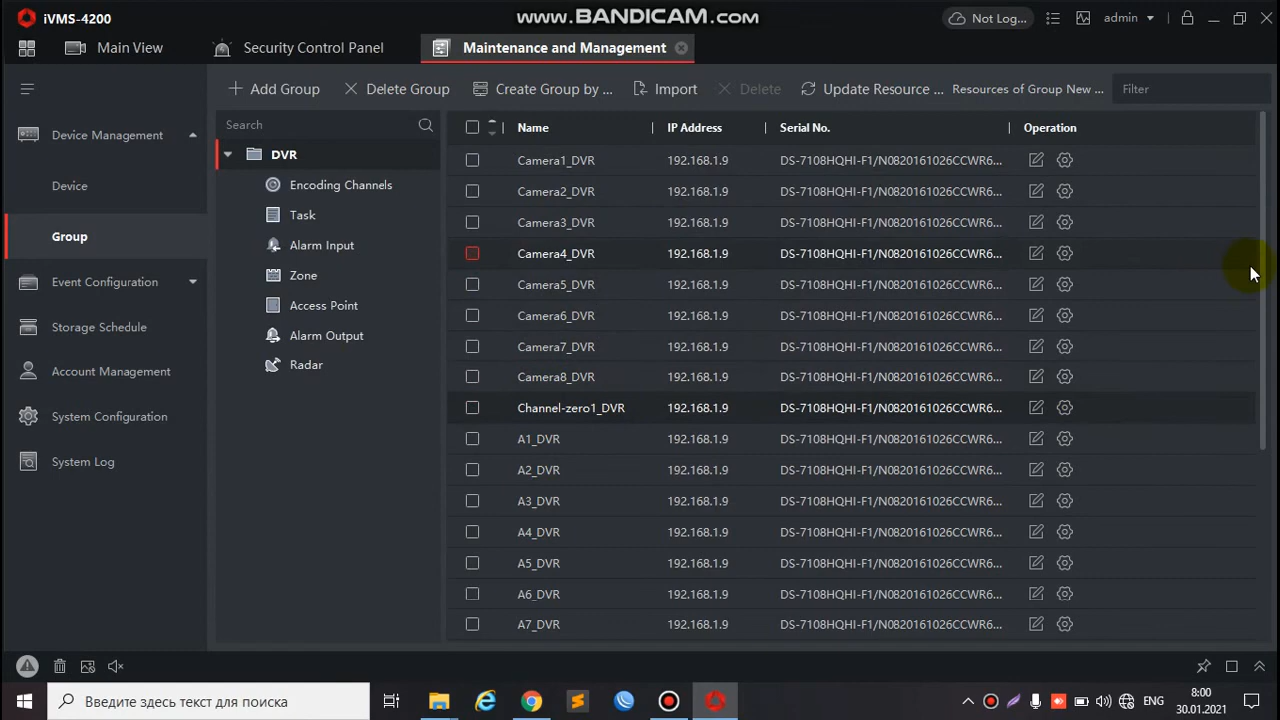 iVMS-4200
www.BANDICAM.com
Not Log...
admin
Main View
Security Control Panel
Maintenance and Management
Add Group
Delete Group
Create Group by ...
Import
Delete
Update Resource ...
Resources of Group New ...
Filter
Device Management
Device
Group
Event Configuration
Storage Schedule
Account Management
System Configuration
System Log
Search
DVR
Encoding Channels
Task
Alarm Input
Zone
Access Point
Alarm Output
Radar
Name IP Address Serial No. Operation
Camera1_DVR 192.168.1.9 DS-7108HQHI-F1/N0820161026CCWR6...
Camera2_DVR 192.168.1.9 DS-7108HQHI-F1/N0820161026CCWR6...
Camera3_DVR 192.168.1.9 DS-7108HQHI-F1/N0820161026CCWR6...
Camera4_DVR 192.168.1.9 DS-7108HQHI-F1/N0820161026CCWR6...
Camera5_DVR 192.168.1.9 DS-7108HQHI-F1/N0820161026CCWR6...
Camera6_DVR 192.168.1.9 DS-7108HQHI-F1/N0820161026CCWR6...
Camera7_DVR 192.168.1.9 DS-7108HQHI-F1/N0820161026CCWR6...
Camera8_DVR 192.168.1.9 DS-7108HQHI-F1/N0820161026CCWR6...
Channel-zero1_DVR 192.168.1.9 DS-7108HQHI-F1/N0820161026CCWR6...
A1_DVR 192.168.1.9 DS-7108HQHI-F1/N0820161026CCWR6...
A2_DVR 192.168.1.9 DS-7108HQHI-F1/N0820161026CCWR6...
A3_DVR 192.168.1.9 DS-7108HQHI-F1/N0820161026CCWR6...
A4_DVR 192.168.1.9 DS-7108HQHI-F1/N0820161026CCWR6...
A5_DVR 192.168.1.9 DS-7108HQHI-F1/N0820161026CCWR6...
A6_DVR 192.168.1.9 DS-7108HQHI-F1/N0820161026CCWR6...
A7_DVR 192.168.1.9 DS-7108HQHI-F1/N0820161026CCWR6...
Введите здесь текст для поиска
ENG
8:00
30.01.2021